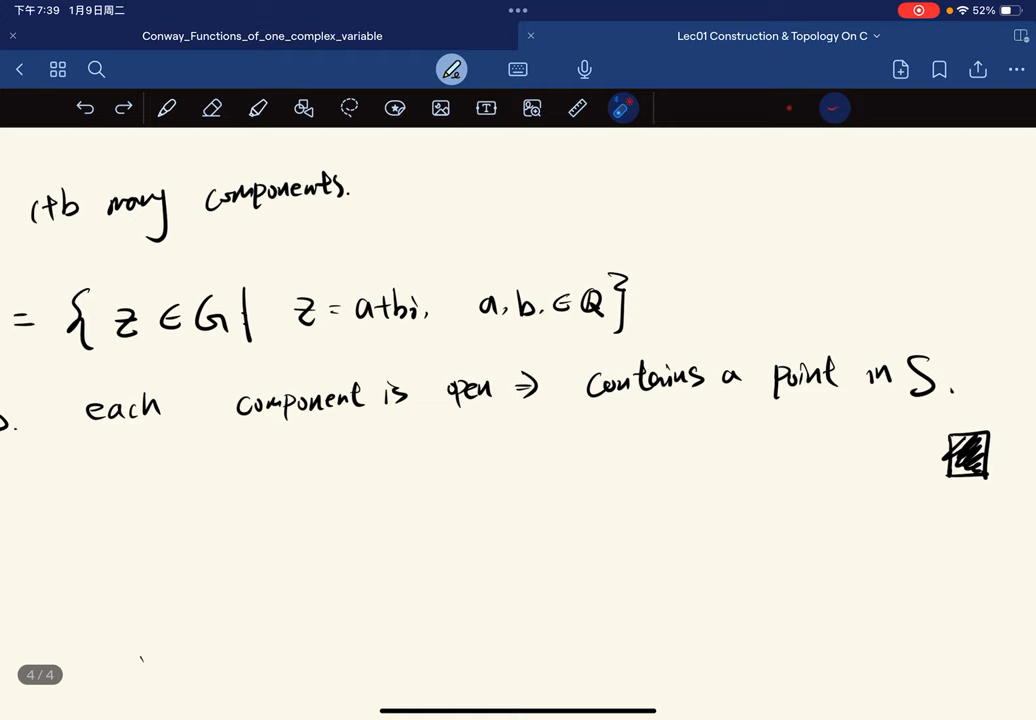 下午7:39 1月9日周二
52%
Conway_Functions_of_one_complex_variable
Lec01 Construction & Topology On C
ctb many components.
= { z ∈ G | z = a+bi, a, b, ∈ Q }
each component is open ⇒ contains a point in S.
4 / 4